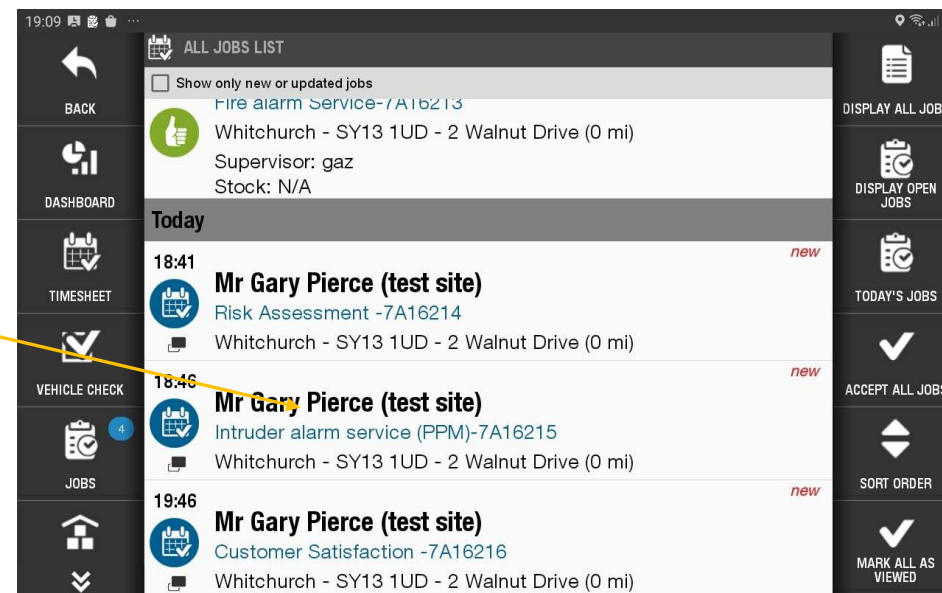 19:09
ALL JOBS LIST
Show only new or updated jobs
BACK
DASHBOARD
TIMESHEET
VEHICLE CHECK
4
JOBS
Fire alarm Service-7A16213
Whitchurch - SY13 1UD - 2 Walnut Drive (0 mi)
Supervisor: gaz
Stock: N/A
Today
18:41
new
Mr Gary Pierce (test site)
Risk Assessment -7A16214
Whitchurch - SY13 1UD - 2 Walnut Drive (0 mi)
18:46
new
Mr Gary Pierce (test site)
Intruder alarm service (PPM)-7A16215
Whitchurch - SY13 1UD - 2 Walnut Drive (0 mi)
19:46
new
Mr Gary Pierce (test site)
Customer Satisfaction -7A16216
Whitchurch - SY13 1UD - 2 Walnut Drive (0 mi)
DISPLAY ALL JOB
DISPLAY OPEN
JOBS
TODAY'S JOBS
ACCEPT ALL JOBS
SORT ORDER
MARK ALL AS
VIEWED